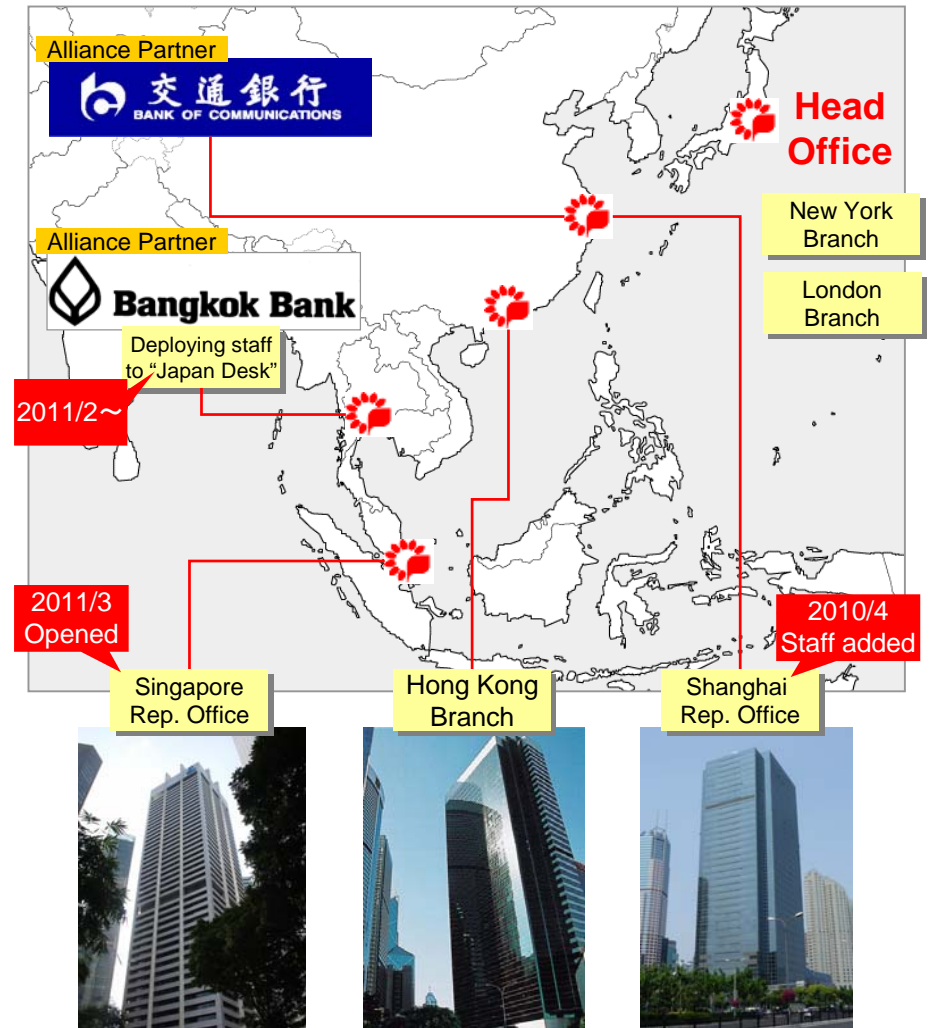 Alliance Partner
交通銀行
BANK OF COMMUNICATIONS
Head
Office
New York
Branch
Alliance Partner
Bangkok Bank
London
Branch
Deploying staff
to “Japan Desk”
2011/2～
2011/3
Opened
2010/4
Staff added
Singapore
Rep. Office
Hong Kong
Branch
Shanghai
Rep. Office